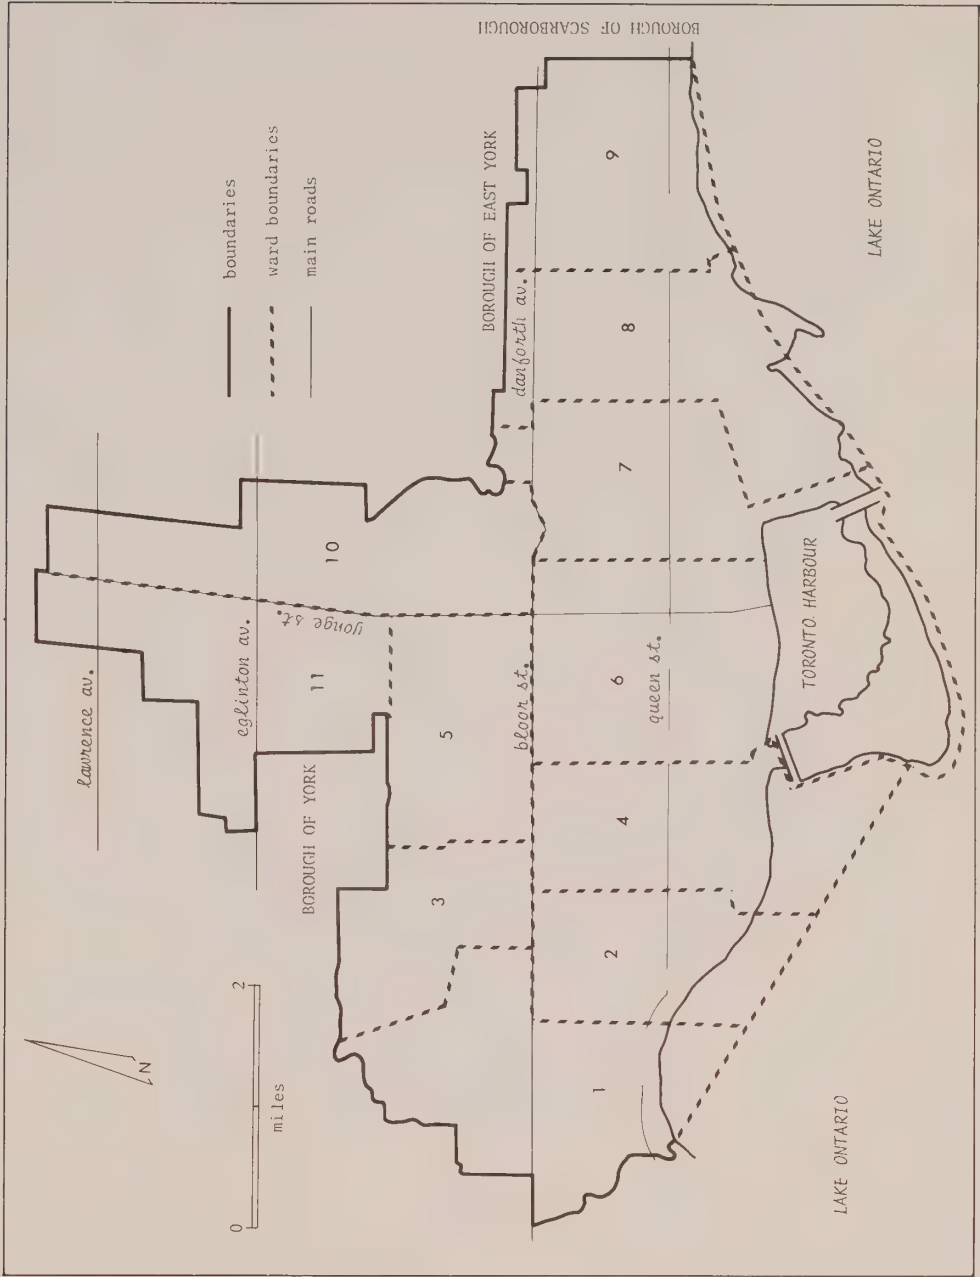 BOROUGH OF SCARBOROUGH
boundaries
ward boundaries
main roads
BOROUGH OF EAST YORK
LAKE ONTARIO
lawrence av.
eglinton av.
yonge st.
danforth av.
bloor st.
queen st.
BOROUGH OF YORK
TORONTO HARBOUR
1
2
3
4
5
6
7
8
9
10
11
N
0
2
miles
LAKE ONTARIO